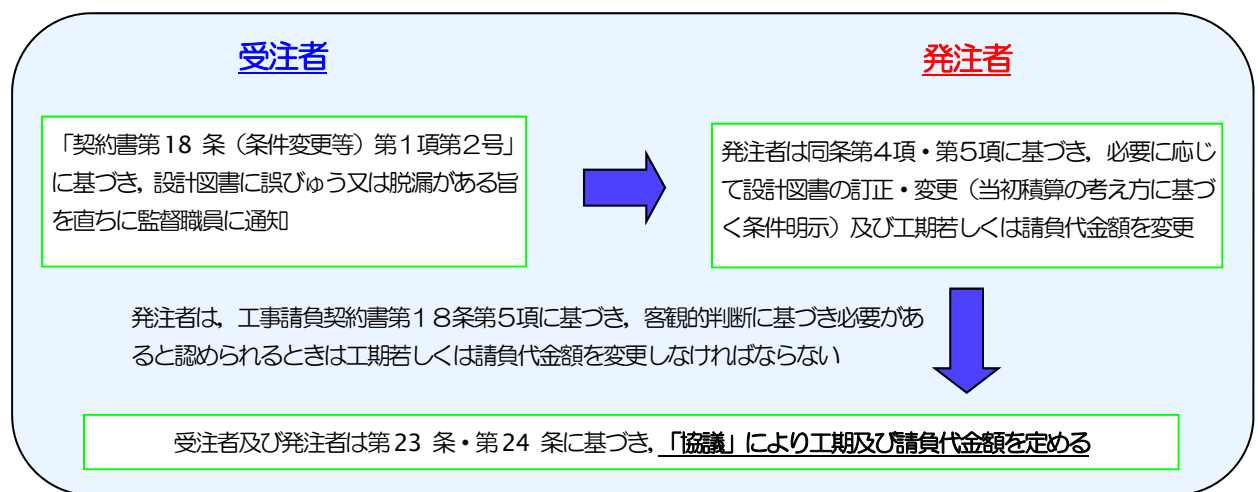 受注者
発注者
「契約書第18 条（条件変更等）第１項第２号」
に基づき，設計図書に誤びゅう又は脱漏がある旨
を直ちに監督職員に通知
発注者は同条第４項・第５項に基づき，必要に応じ
て設計図書の訂正・変更（当初積算の考え方に基づ
く条件明示）及び工期若しくは請負代金額を変更
発注者は，工事請負契約書第１８条第５項に基づき，客観的判断に基づき必要があ
ると認められるときは工期若しくは請負代金額を変更しなければならない
受注者及び発注者は第23 条・第24 条に基づき，「協議」により工期及び請負代金額を定める